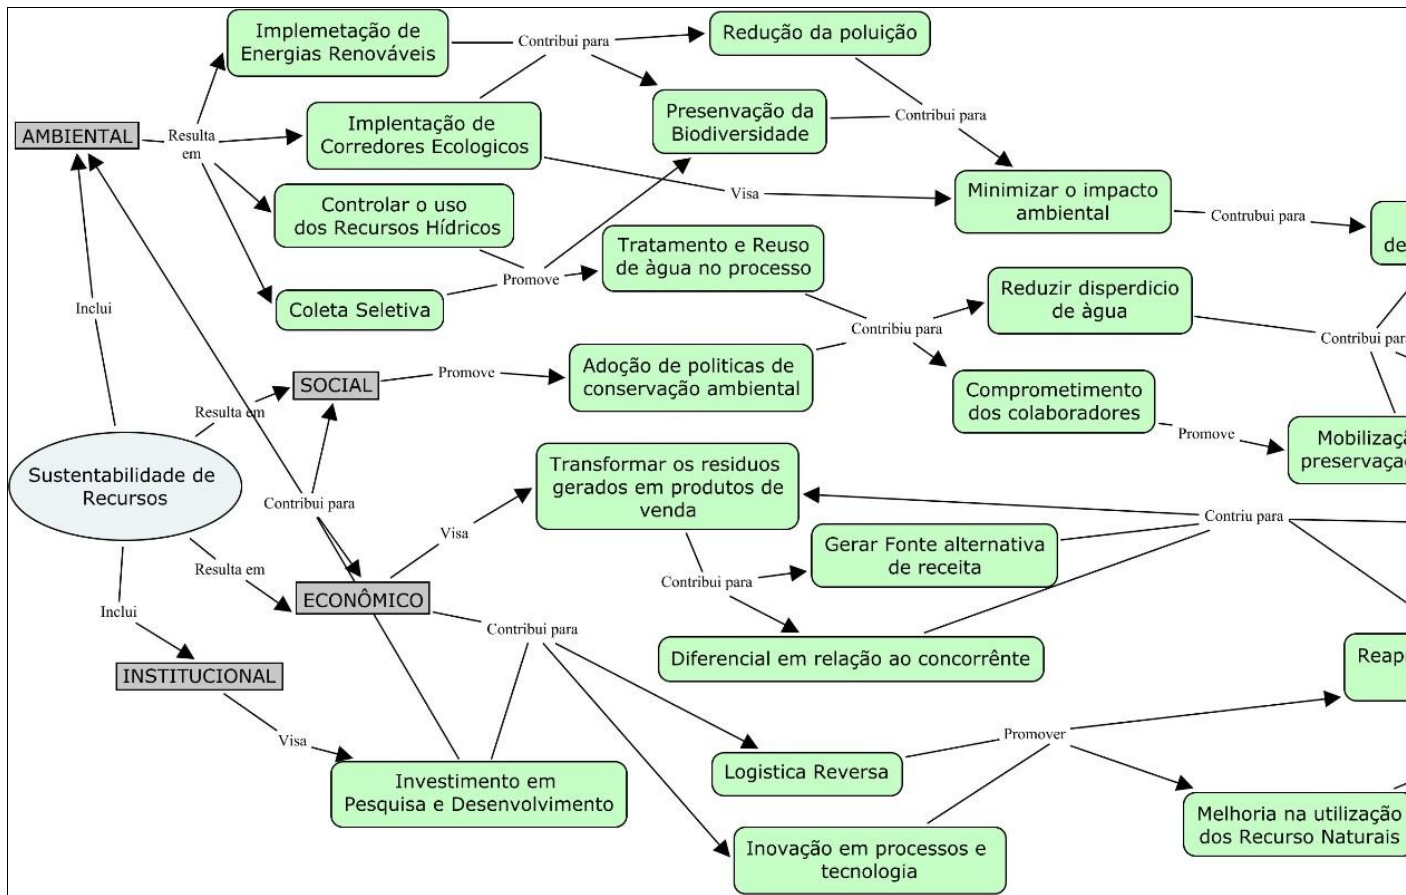 Implemetação de
Energias Renováveis
Contribui para
Redução da poluição
AMBIENTAL
Resulta
em
Implentação de
Corredores Ecologicos
Presenvação da
Biodiversidade
Contribui para
Visa
Minimizar o impacto
ambiental
Contrubui para
de
Controlar o uso
dos Recursos Hídricos
Tratamento e Reuso
de àgua no processo
Promove
Coleta Seletiva
Inclui
Reduzir disperdicio
de àgua
Contribiu para
Contribui para
SOCIAL
Promove
Adoção de politicas de
conservação ambiental
Comprometimento
dos colaboradores
Promove
Mobilizaçã
preservaçao
Resulta em
Sustentabilidade de
Recursos
Contribui para
Transformar os residuos
gerados em produtos de
venda
Visa
Contriu para
Gerar Fonte alternativa
de receita
Contribui para
Resulta em
ECONÔMICO
Inclui
Contribui para
Diferencial em relação ao concorrênte
Reap
INSTITUCIONAL
Visa
Promover
Logistica Reversa
Investimento em
Pesquisa e Desenvolvimento
Melhoria na utilização
dos Recurso Naturais
Inovação em processos e
tecnologia